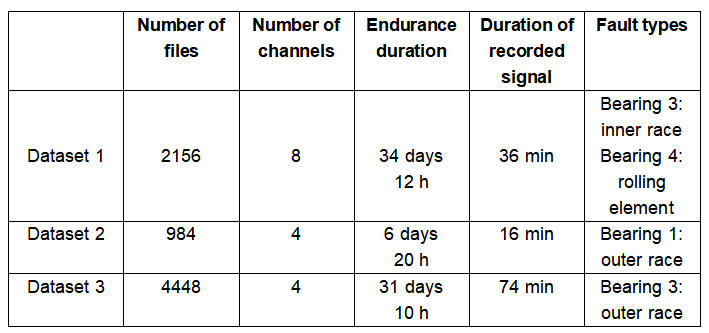 Number of files
Number of channels
Endurance duration
Duration of recorded signal
Fault types
Dataset 1
2156
8
34 days
12 h
36 min
Bearing 3:
inner race
Bearing 4:
rolling
element
Dataset 2
984
4
6 days
20 h
16 min
Bearing 1:
outer race
Dataset 3
4448
4
31 days
10 h
74 min
Bearing 3:
outer race